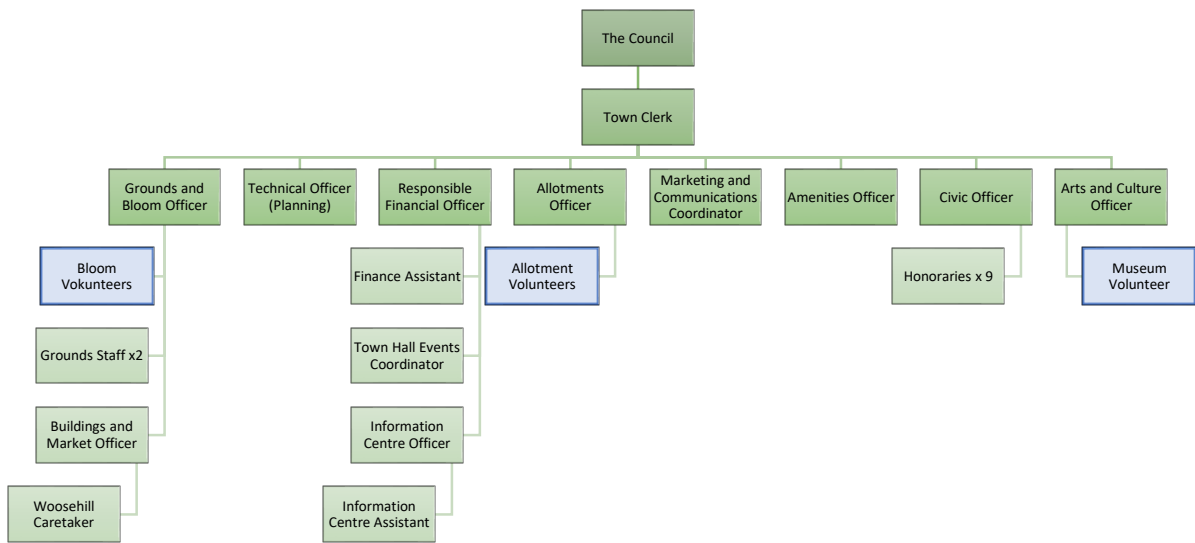 The Council
Town Clerk
Grounds and
Bloom Officer
Technical Officer
(Planning)
Responsible
Financial Officer
Allotments
Officer
Marketing and
Communications
Coordinator
Amenities Officer
Civic Officer
Arts and Culture
Officer
Bloom
Vokunteers
Finance Assistant
Allotment
Volunteers
Honoraries x 9
Museum
Volunteer
Grounds Staff x2
Town Hall Events
Coordinator
Buildings and
Market Officer
Information
Centre Officer
Woosehill
Caretaker
Information
Centre Assistant